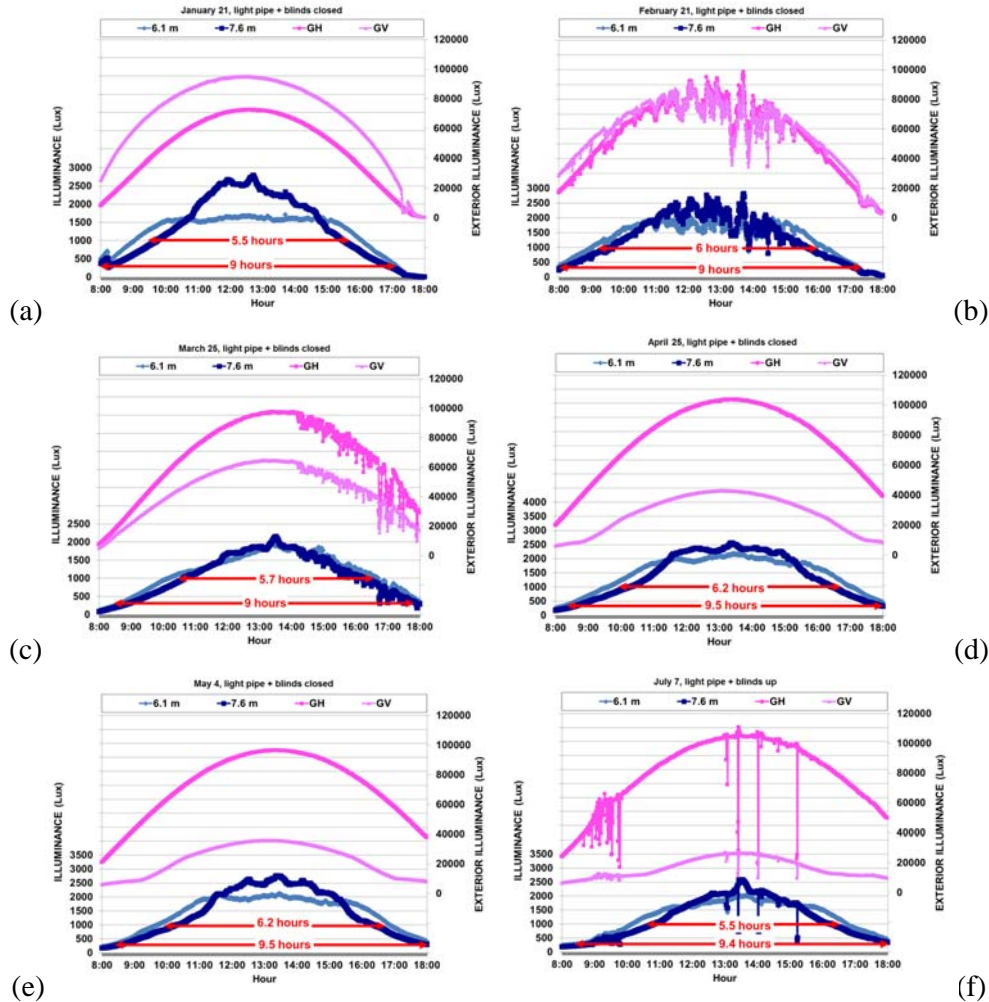 January 21, light pipe + blinds closed
6.1 m 7.6 m GH GV
ILLUMINANCE (Lux)
3000
2500
2000
1500
1000
500
0
120000
100000
80000
60000
40000
20000
0
EXTERIOR ILLUMINANCE (Lux)
5.5 hours
9 hours
8:00 9:00 10:00 11:00 12:00 13:00 14:00 15:00 16:00 17:00 18:00
Hour
(a)
February 21, light pipe + blinds closed
6.1 m 7.6 m GH GV
ILLUMINANCE (Lux)
3000
2500
2000
1500
1000
500
0
120000
100000
80000
60000
40000
20000
0
EXTERIOR ILLUMINANCE (Lux)
6 hours
9 hours
8:00 9:00 10:00 11:00 12:00 13:00 14:00 15:00 16:00 17:00 18:00
Hour
(b)
March 25, light pipe + blinds closed
6.1 m 7.6 m GH GV
ILLUMINANCE (Lux)
2500
2000
1500
1000
500
0
120000
100000
80000
60000
40000
20000
0
EXTERIOR ILLUMINANCE (Lux)
5.7 hours
9 hours
8:00 9:00 10:00 11:00 12:00 13:00 14:00 15:00 16:00 17:00 18:00
Hour
(c)
April 25, light pipe + blinds closed
6.1 m 7.6 m GH GV
ILLUMINANCE (Lux)
4000
3500
3000
2500
2000
1500
1000
500
0
120000
100000
80000
60000
40000
20000
0
EXTERIOR ILLUMINANCE (Lux)
6.2 hours
9.5 hours
8:00 9:00 10:00 11:00 12:00 13:00 14:00 15:00 16:00 17:00 18:00
Hour
(d)
May 4, light pipe + blinds closed
6.1 m 7.6 m GH GV
ILLUMINANCE (Lux)
3500
3000
2500
2000
1500
1000
500
0
120000
100000
80000
60000
40000
20000
0
EXTERIOR ILLUMINANCE (Lux)
6.2 hours
9.5 hours
8:00 9:00 10:00 11:00 12:00 13:00 14:00 15:00 16:00 17:00 18:00
Hour
(e)
July 7, light pipe + blinds up
6.1 m 7.6 m GH GV
ILLUMINANCE (Lux)
3500
3000
2500
2000
1500
1000
500
0
120000
100000
80000
60000
40000
20000
0
EXTERIOR ILLUMINANCE (Lux)
5.5 hours
9.4 hours
8:00 9:00 10:00 11:00 12:00 13:00 14:00 15:00 16:00 17:00 18:00
Hour
(f)